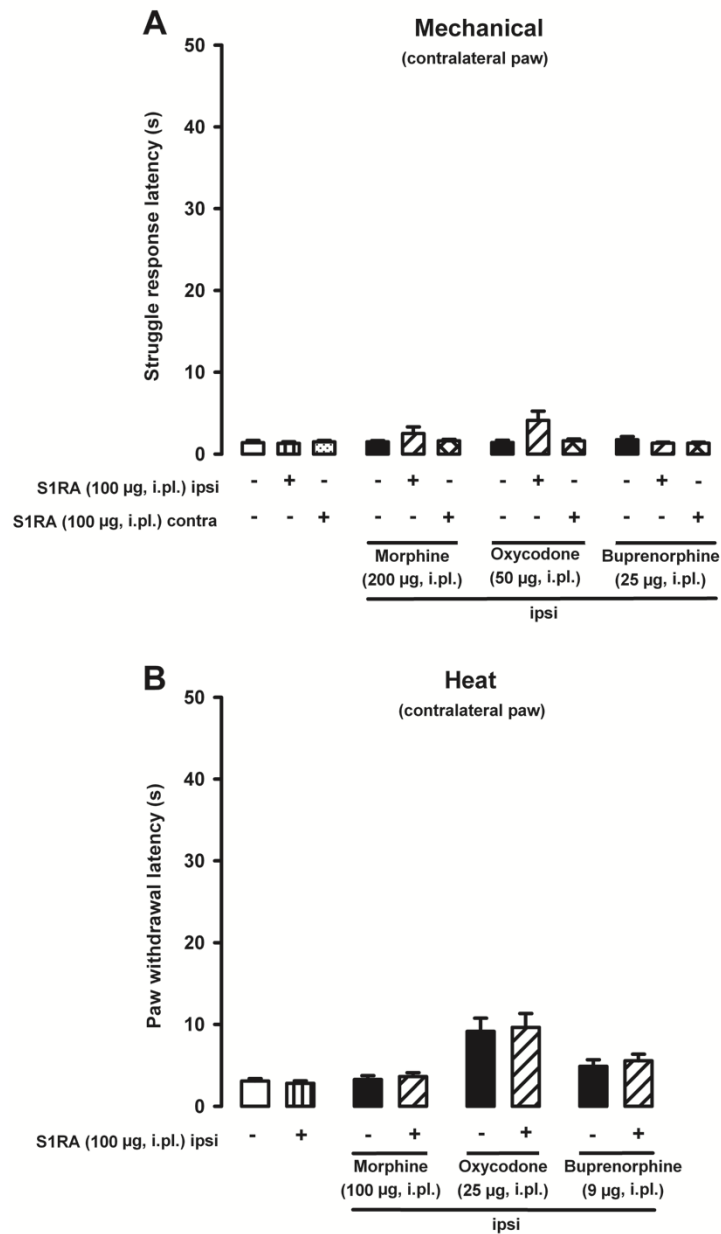 A
Mechanical
(contralateral paw)
Struggle response latency (s)
50
40
30
20
10
0
S1RA (100 µg, i.pl.) ipsi - + - - + - - + - - + -
S1RA (100 µg, i.pl.) contra - - + - - + - - + - - +
Morphine Oxycodone Buprenorphine
(200 µg, i.pl.) (50 µg, i.pl.) (25 µg, i.pl.)
ipsi
B
Heat
(contralateral paw)
Paw withdrawal latency (s)
50
40
30
20
10
0
S1RA (100 µg, i.pl.) ipsi - + - + - + - +
Morphine Oxycodone Buprenorphine
(100 µg, i.pl.) (25 µg, i.pl.) (9 µg, i.pl.)
ipsi